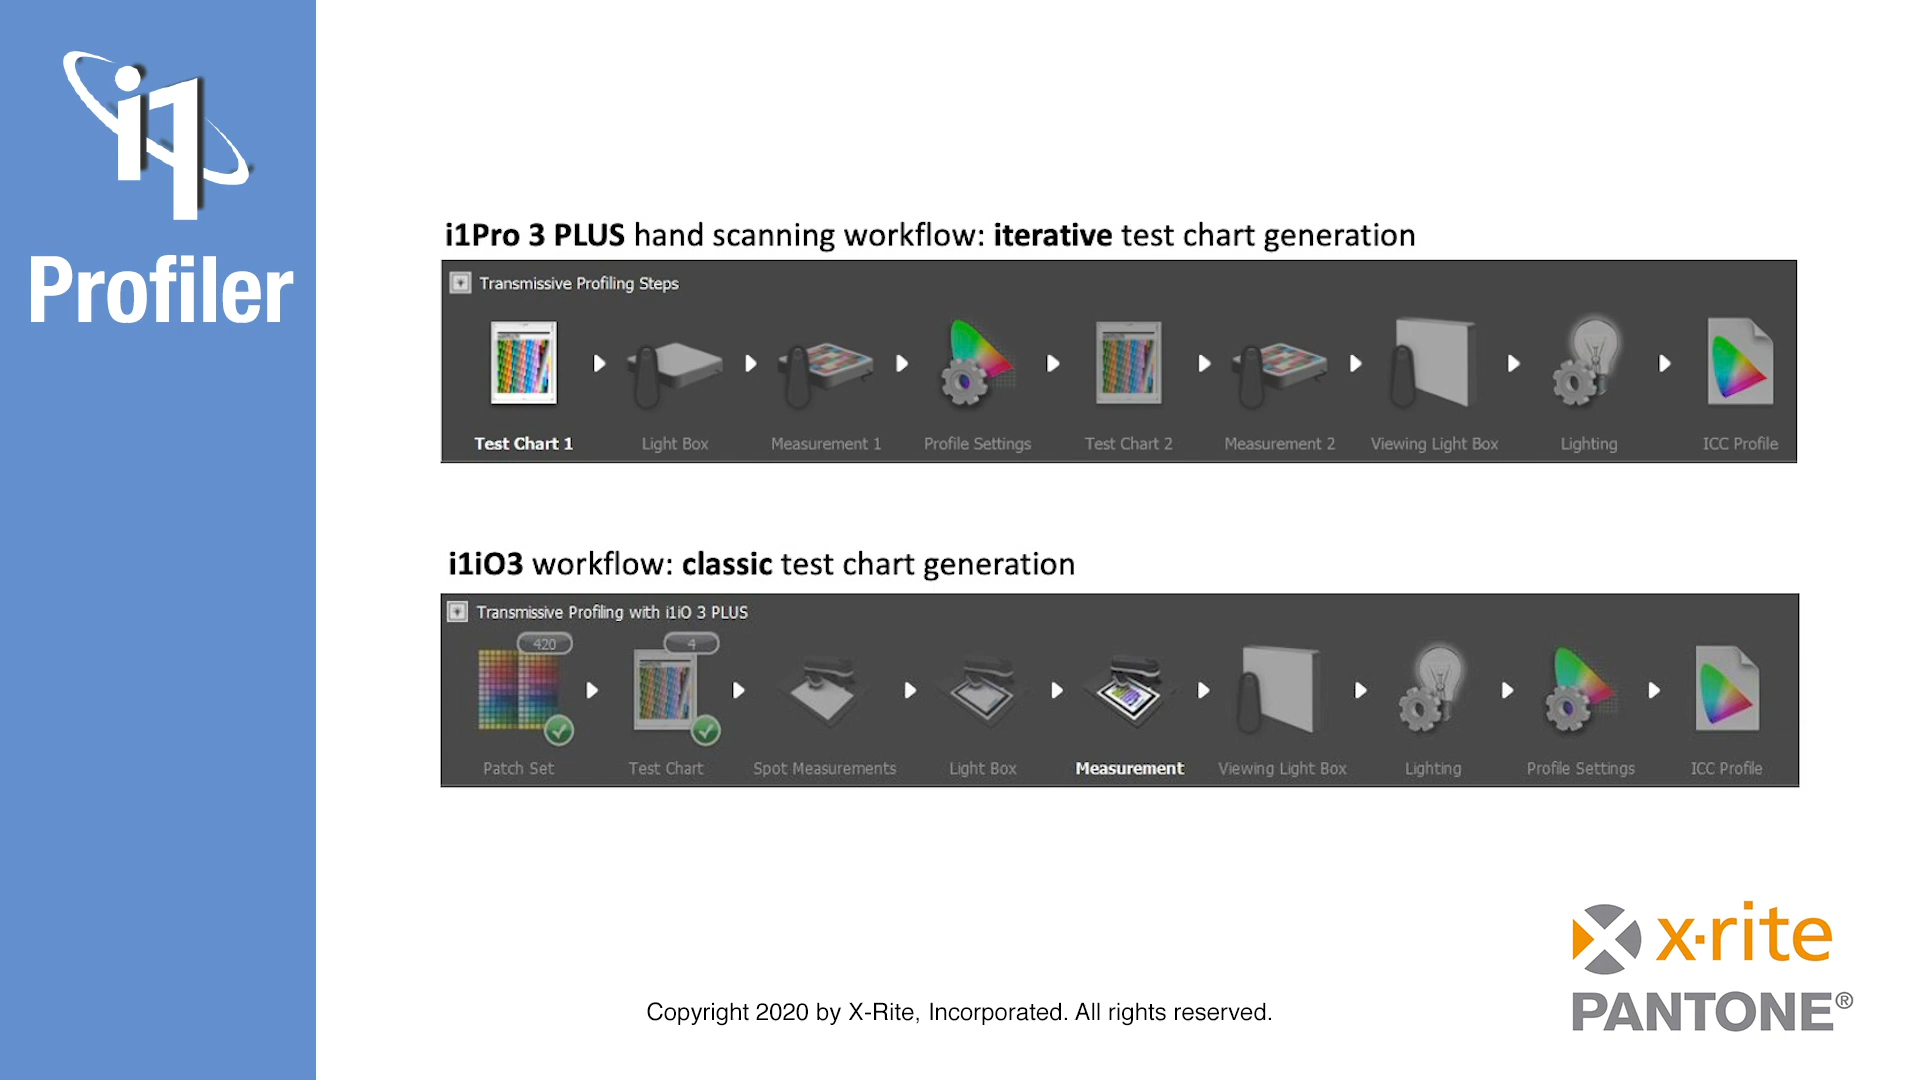 i1
Profiler
i1Pro 3 PLUS hand scanning workflow: iterative test chart generation
Transmissive Profiling Steps
Test Chart 1
Light Box
Measurement 1
Profile Settings
Test Chart 2
Measurement 2
Viewing Light Box
Lighting
ICC Profile
i1iO3 workflow: classic test chart generation
Transmissive Profiling with i1iO 3 PLUS
420
4
Patch Set
Test Chart
Spot Measurements
Light Box
Measurement
Viewing Light Box
Lighting
Profile Settings
ICC Profile
x·rite
PANTONE®
Copyright 2020 by X-Rite, Incorporated. All rights reserved.